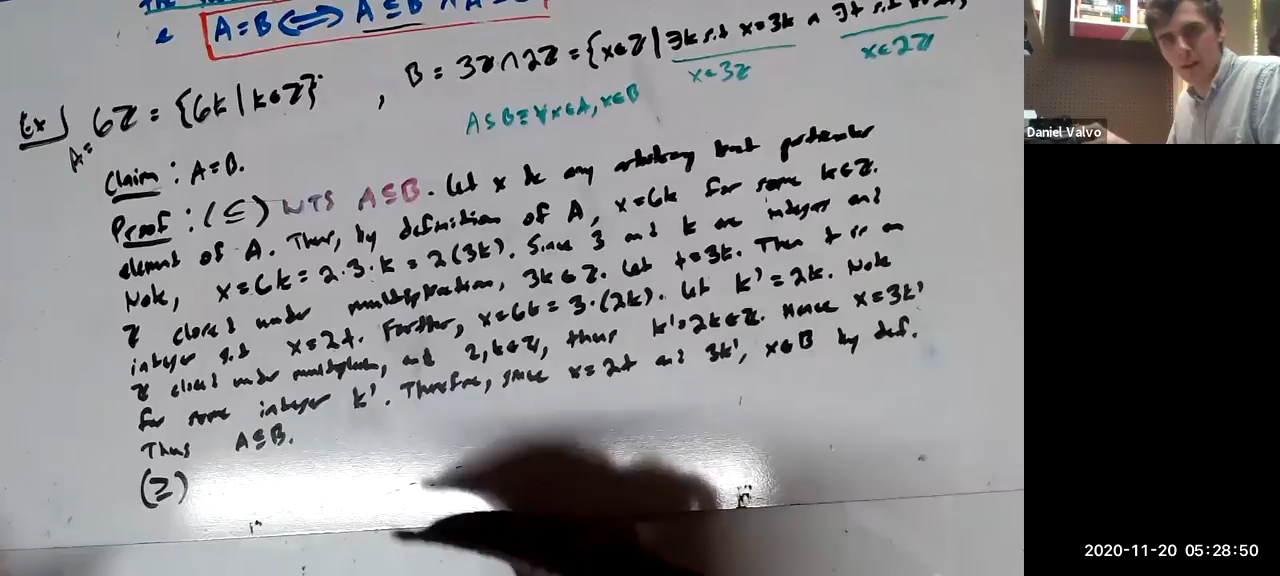 A=B ⟺ A⊆B ∧
Ex] 6ℤ = {6k | k∈ℤ} , B = 3ℤ∩2ℤ = {x∈ℤ | ∃k s.t x=3k ∧ ∃t s.t
A=
x∈3ℤ
x∈2ℤ
A⊆B≡∀x∈A, x∈B
Claim: A=B.
Proof: (⊆) WTS A⊆B. Let x be any arbitrary but particular
element of A. Then, by definition of A, x=6k for some k∈ℤ.
Note, x=6k=2·3·k=2(3k). Since 3 and k are integers and
ℤ closed under multiplication, 3k∈ℤ. Let t=3k. Then t is an
integer s.t x=2t. Further, x=6k=3·(2k). Let k'=2k. Note
ℤ closed under multiplication, and 2,k∈ℤ, thus k'=2k∈ℤ. Hence x=3k'
for some integer k'. Therefore, since x=2t and 3k', x∈B by def.
Thus A⊆B.
(⊇)
Daniel Valvo
2020-11-20 05:28:50